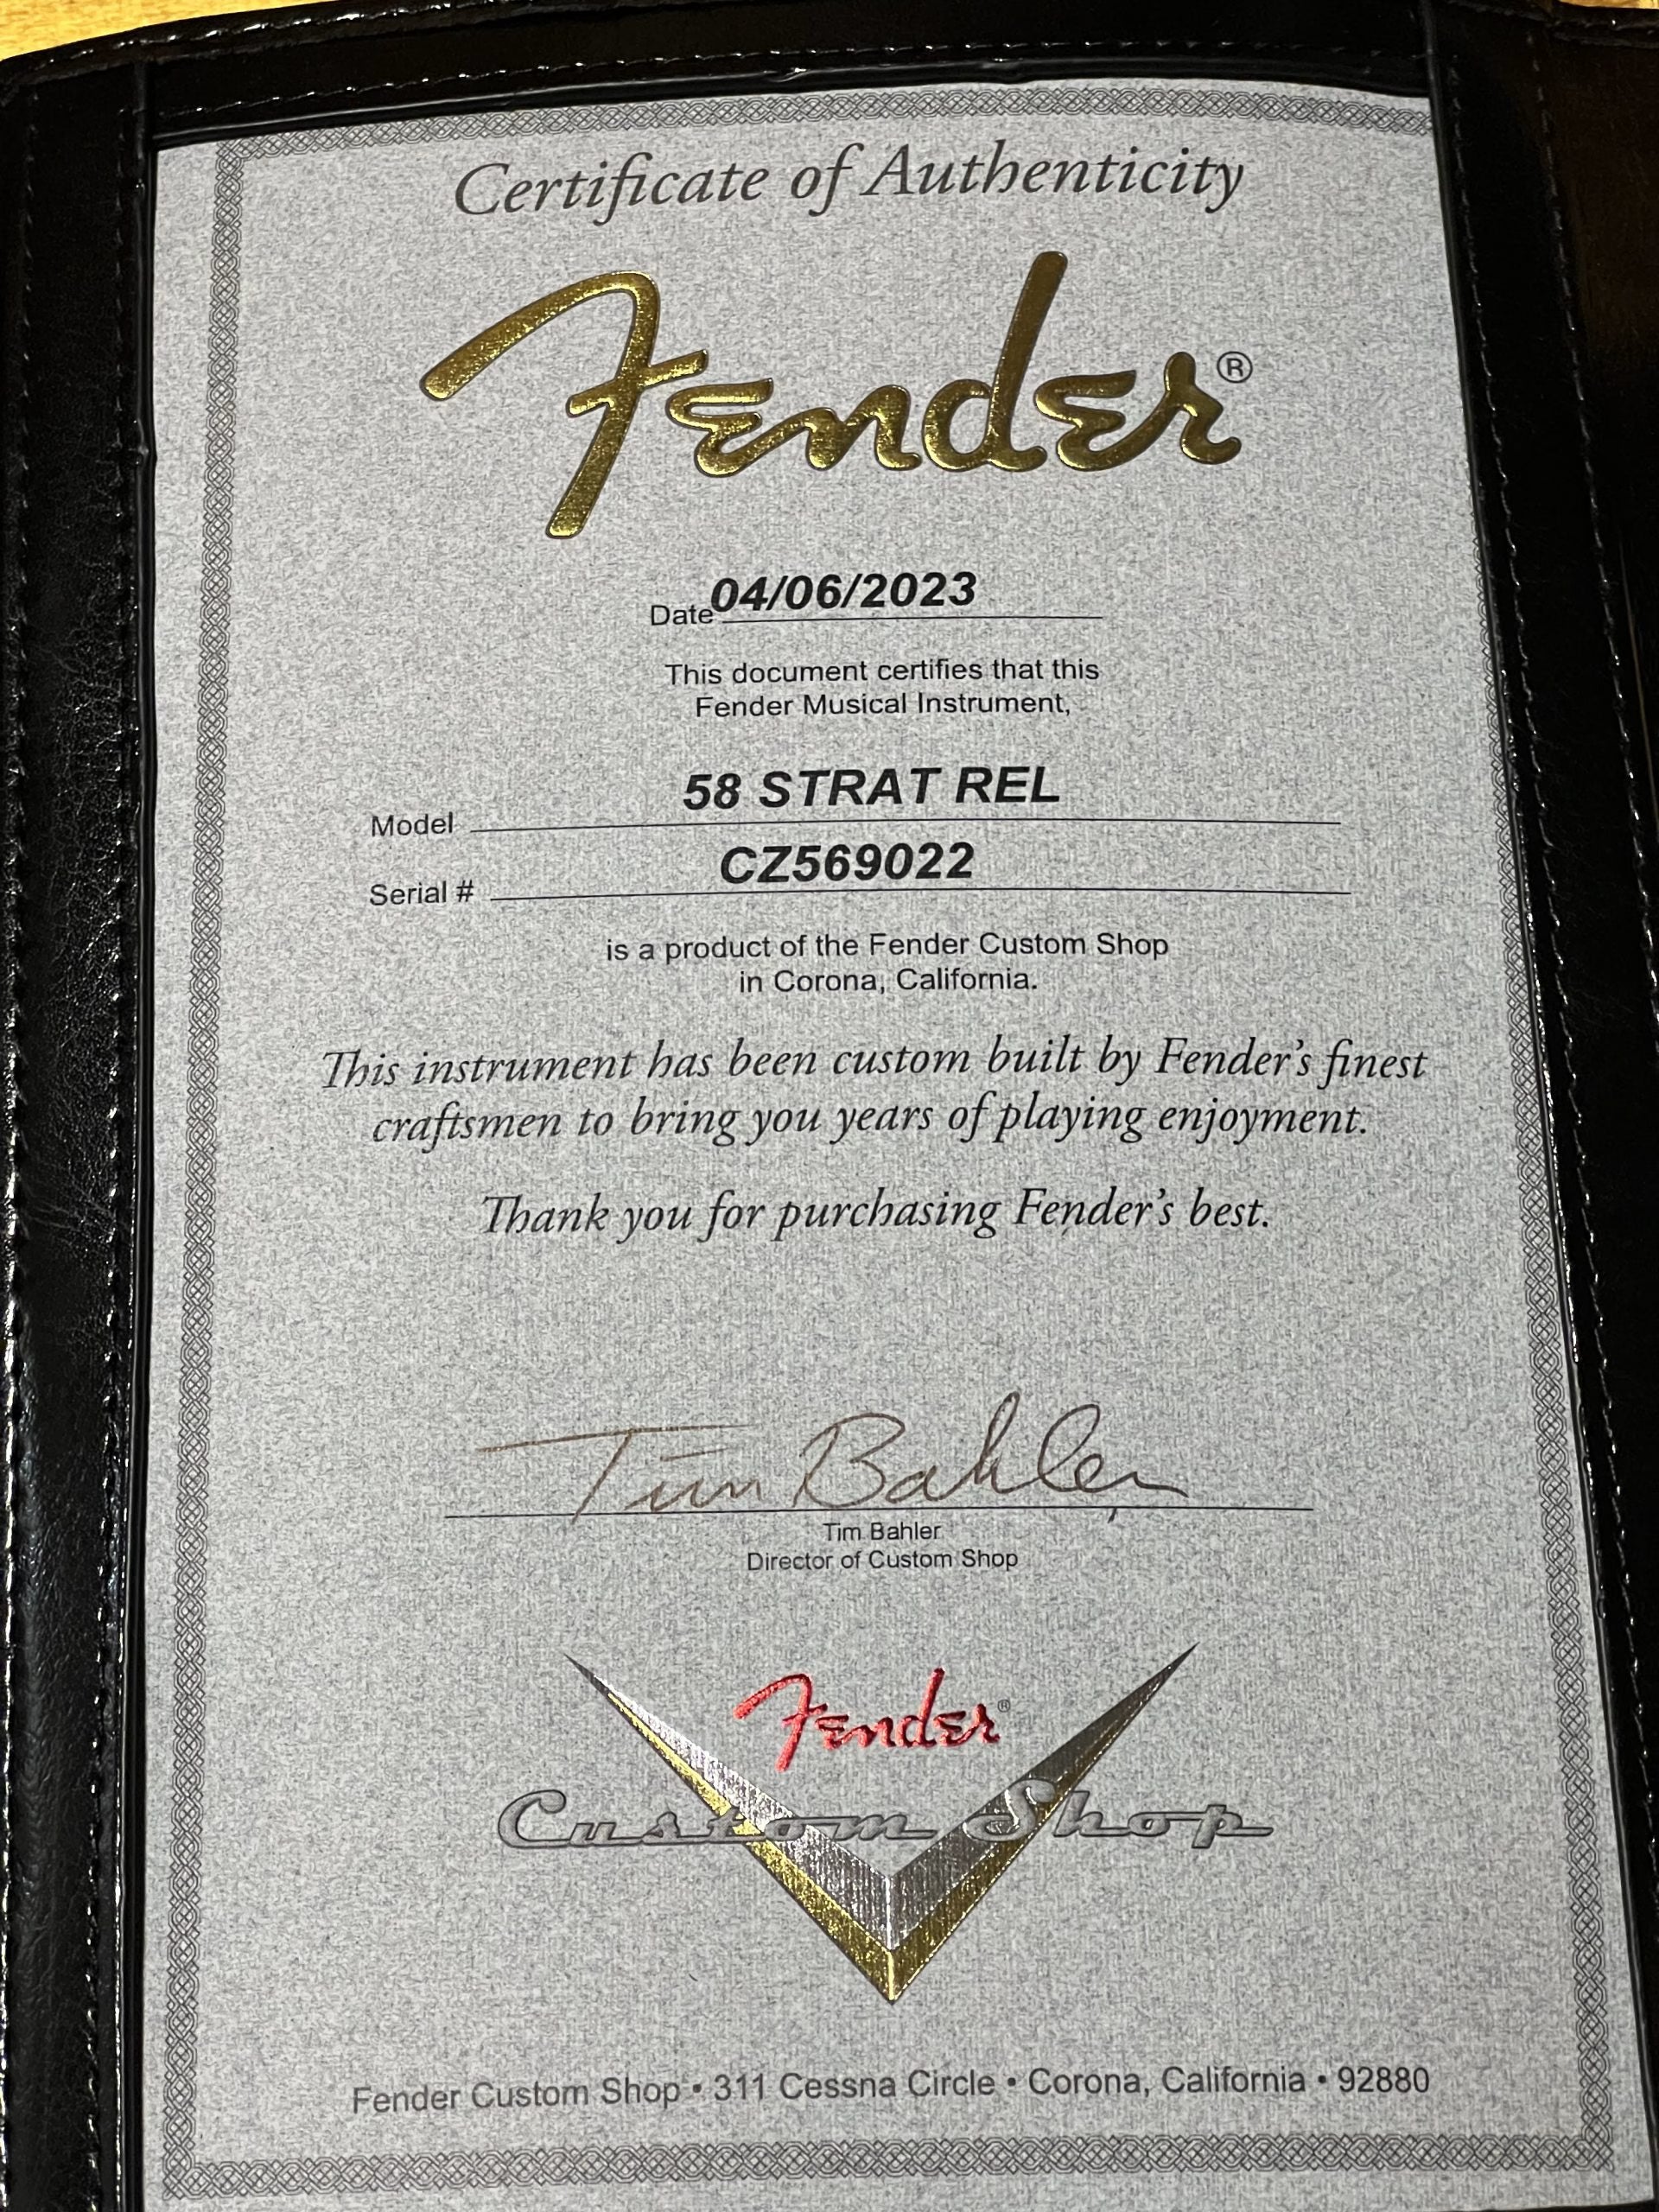 Certificate of Authenticity
Fender®
Date 04/06/2023
This document certifies that this
Fender Musical Instrument,
Model 58 STRAT REL
Serial # CZ569022
is a product of the Fender Custom Shop
in Corona, California.
This instrument has been custom built by Fender's finest
craftsmen to bring you years of playing enjoyment.
Thank you for purchasing Fender's best.
Tim Bahler
Tim Bahler
Director of Custom Shop
Fender®
Custom Shop
Fender Custom Shop • 311 Cessna Circle • Corona, California • 92880